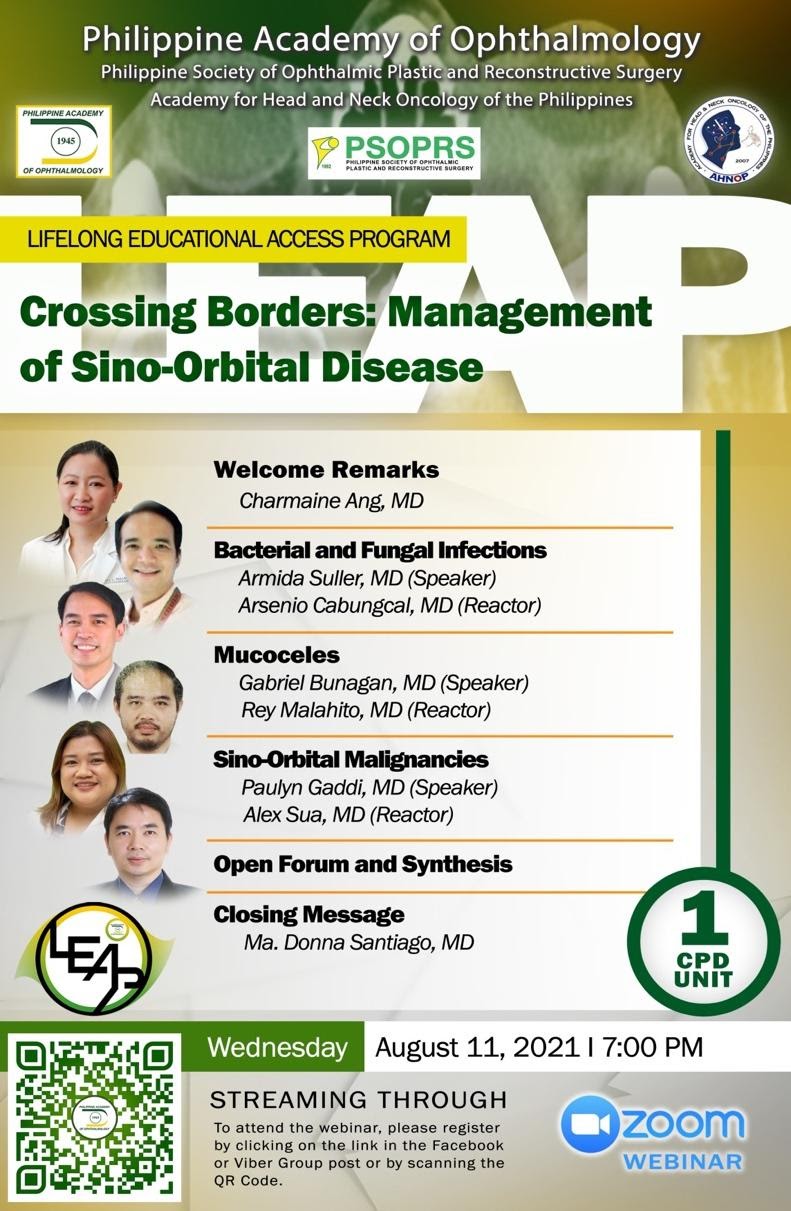 Philippine Academy of Ophthalmology
Philippine Society of Ophthalmic Plastic and Reconstructive Surgery
Academy for Head and Neck Oncology of the Philippines
PHILIPPINE ACADEMY
1945
OF OPHTHALMOLOGY
1992
PSOPRS
PHILIPPINE SOCIETY OF OPHTHALMIC
PLASTIC AND RECONSTRUCTIVE SURGERY
ACADEMY FOR HEAD & NECK ONCOLOGY OF THE PHILIPPINES
2007
AHNOP
LEAP
LIFELONG EDUCATIONAL ACCESS PROGRAM
Crossing Borders: Management
of Sino-Orbital Disease
Welcome Remarks
Charmaine Ang, MD
Bacterial and Fungal Infections
Armida Suller, MD (Speaker)
Arsenio Cabungcal, MD (Reactor)
Mucoceles
Gabriel Bunagan, MD (Speaker)
Rey Malahito, MD (Reactor)
Sino-Orbital Malignancies
Paulyn Gaddi, MD (Speaker)
Alex Sua, MD (Reactor)
Open Forum and Synthesis
Closing Message
Ma. Donna Santiago, MD
LEAP
1
CPD
UNIT
Wednesday August 11, 2021 I 7:00 PM
STREAMING THROUGH
To attend the webinar, please register
by clicking on the link in the Facebook
or Viber Group post or by scanning the
QR Code.
zoom
WEBINAR
PHILIPPINE ACADEMY
1945
OF OPHTHALMOLOGY